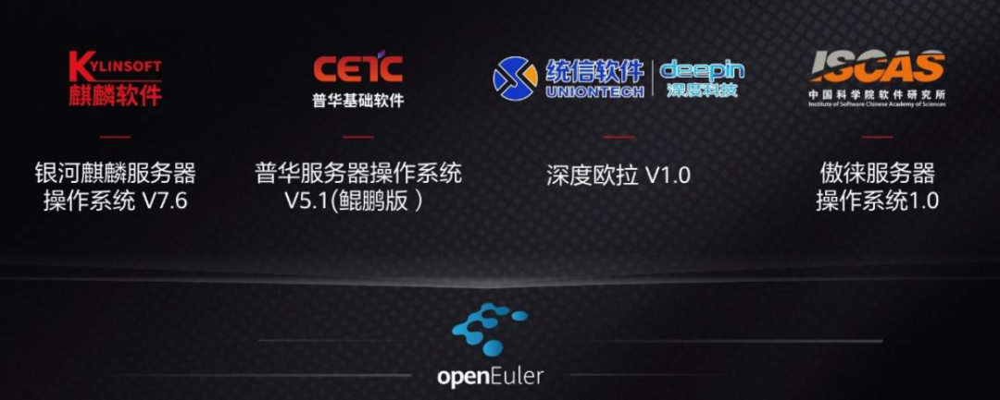 KYLINSOFT
麒麟软件
CETC
普华基础软件
统信软件
UNIONTECH
deepin
深度科技
ISCAS
中国科学院软件研究所
Institute of Software Chinese Academy of Sciences
银河麒麟服务器
操作系统 V7.6
普华服务器操作系统
V5.1(鲲鹏版 )
深度欧拉 V1.0
傲徕服务器
操作系统1.0
openEuler